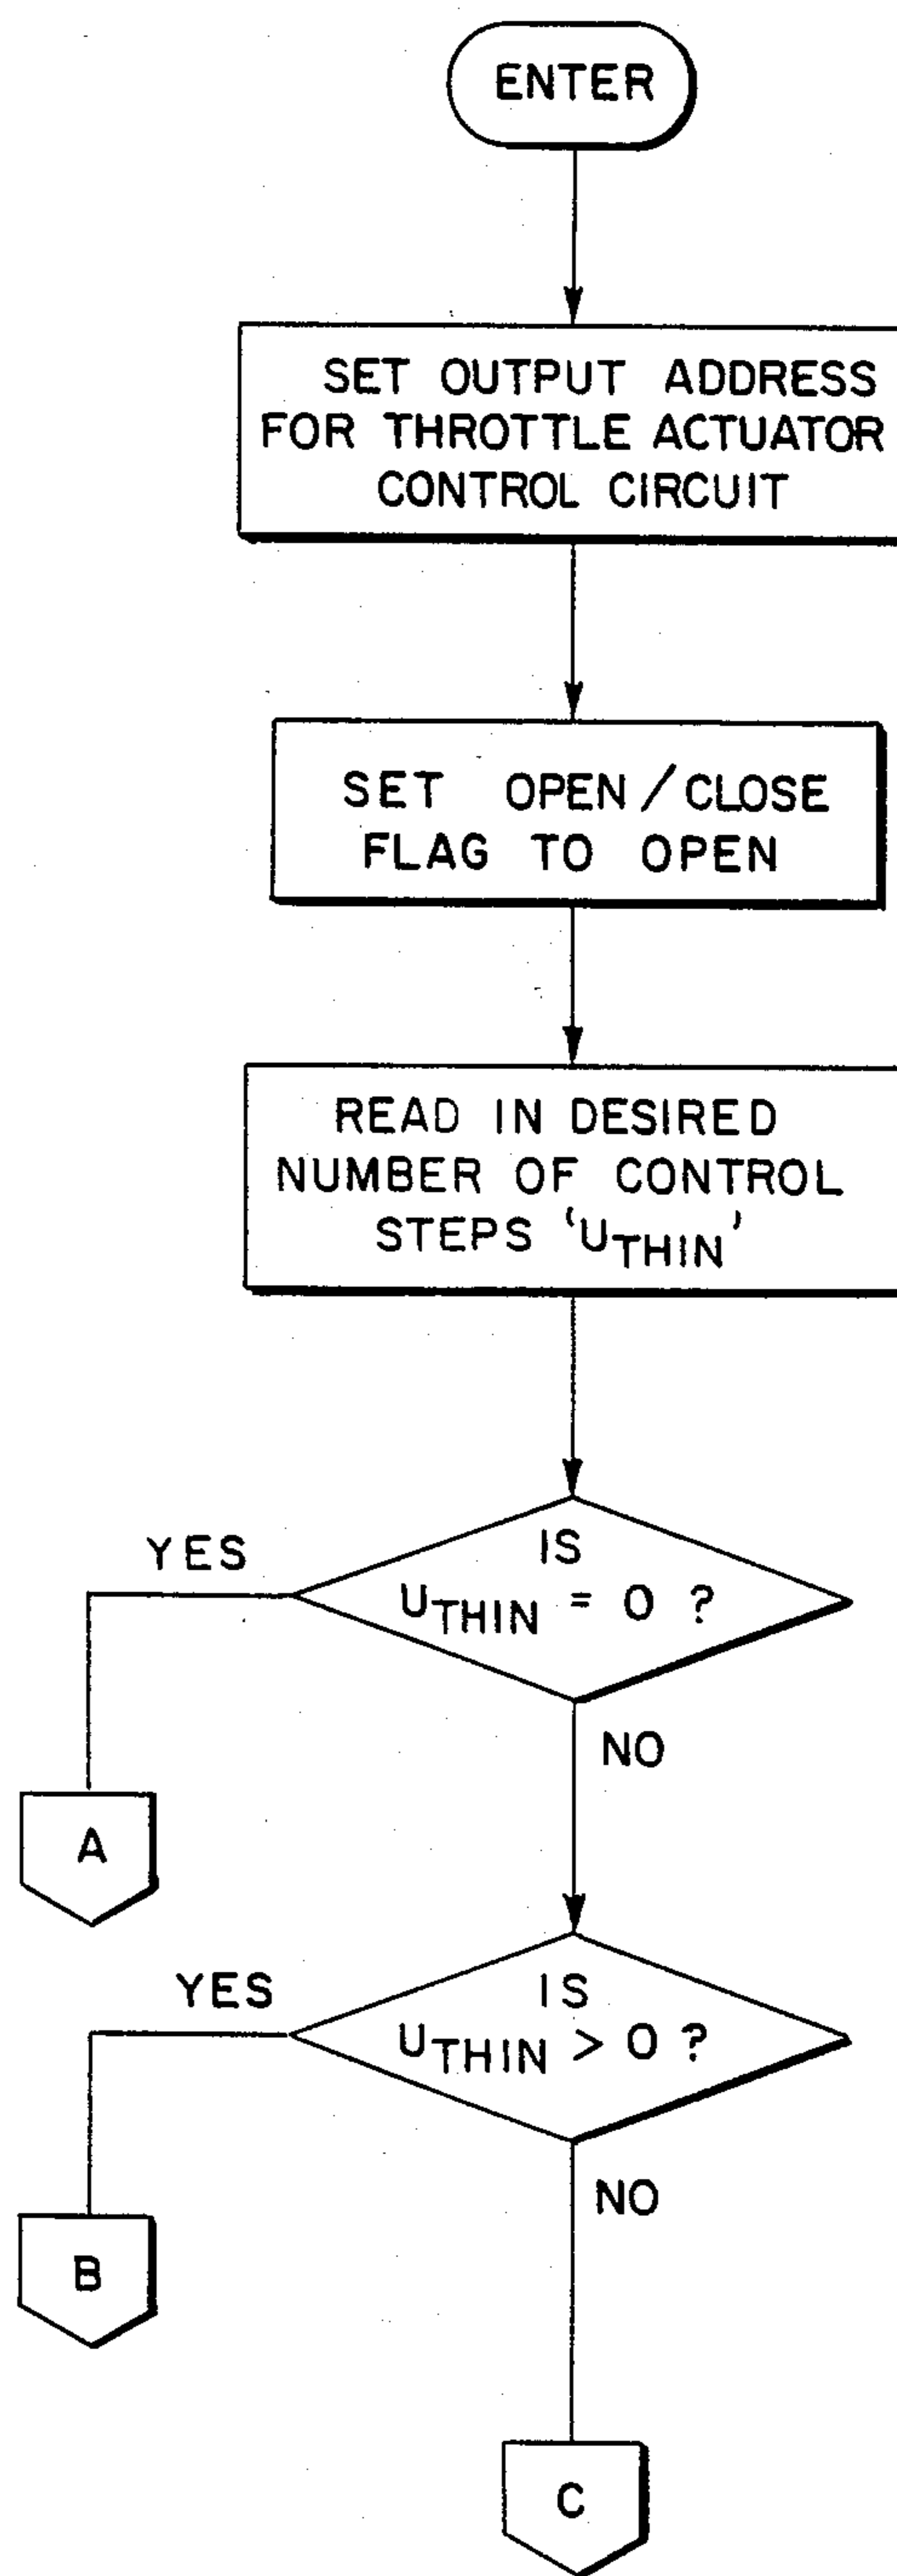 ENTER
SET OUTPUT ADDRESS
FOR THROTTLE ACTUATOR
CONTROL CIRCUIT
SET OPEN/CLOSE
FLAG TO OPEN
READ IN DESIRED
NUMBER OF CONTROL
STEPS 'UTHIN'
YES
IS
UTHIN = 0 ?
NO
A
YES
IS
UTHIN > 0 ?
NO
B
C